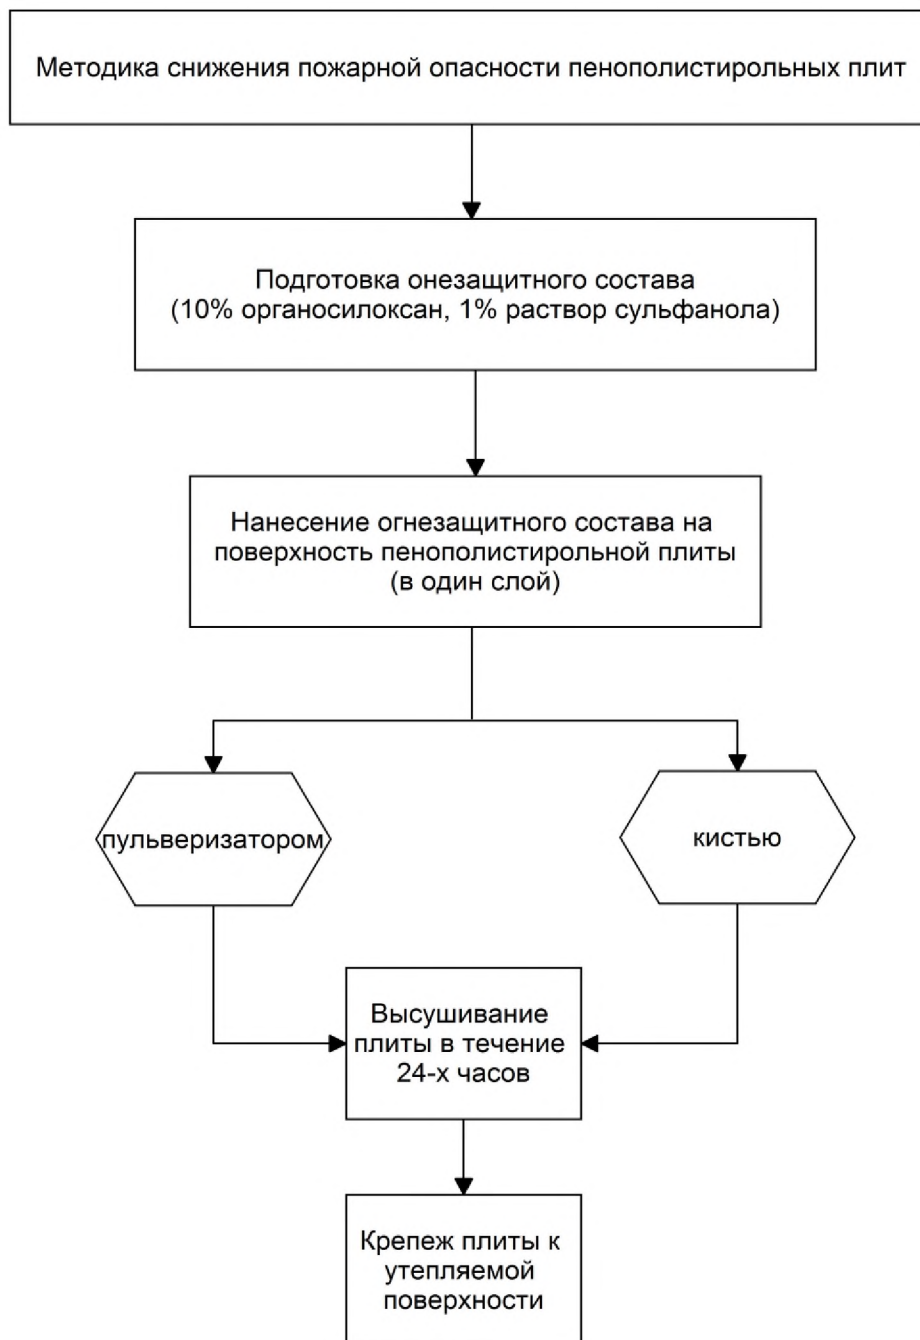 Методика снижения пожарной опасности пенополистирольных плит
Подготовка онезащитного состава
(10% органосилоксан, 1% раствор сульфанола)
Нанесение огнезащитного состава на
поверхность пенополистирольной плиты
(в один слой)
пульверизатором
кистью
Высушивание
плиты в течение
24-х часов
Крепеж плиты к
утепляемой
поверхности